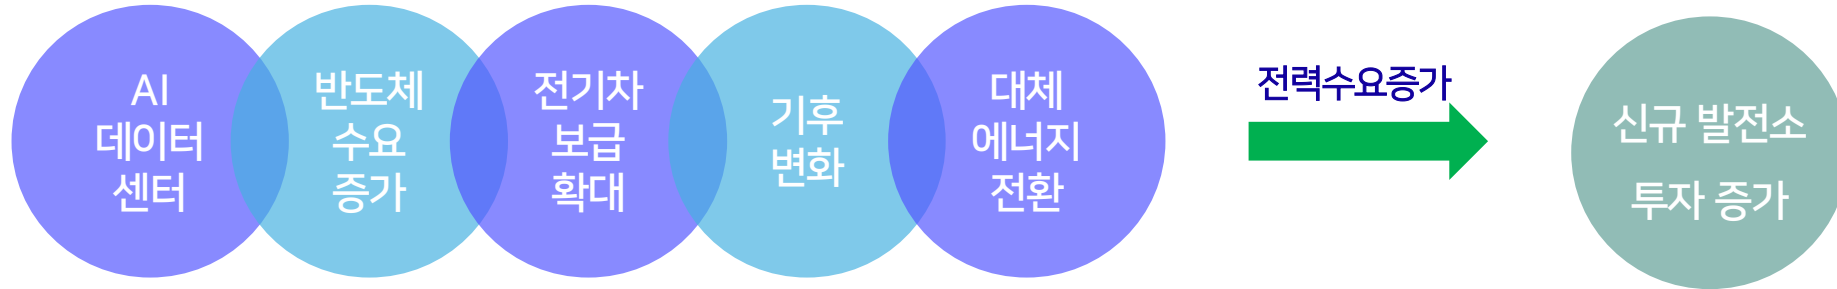 AI
데이터
센터
반도체
수요
증가
전기차
보급
확대
기후
변화
대체
에너지
전환
전력수요증가
신규 발전소
투자 증가